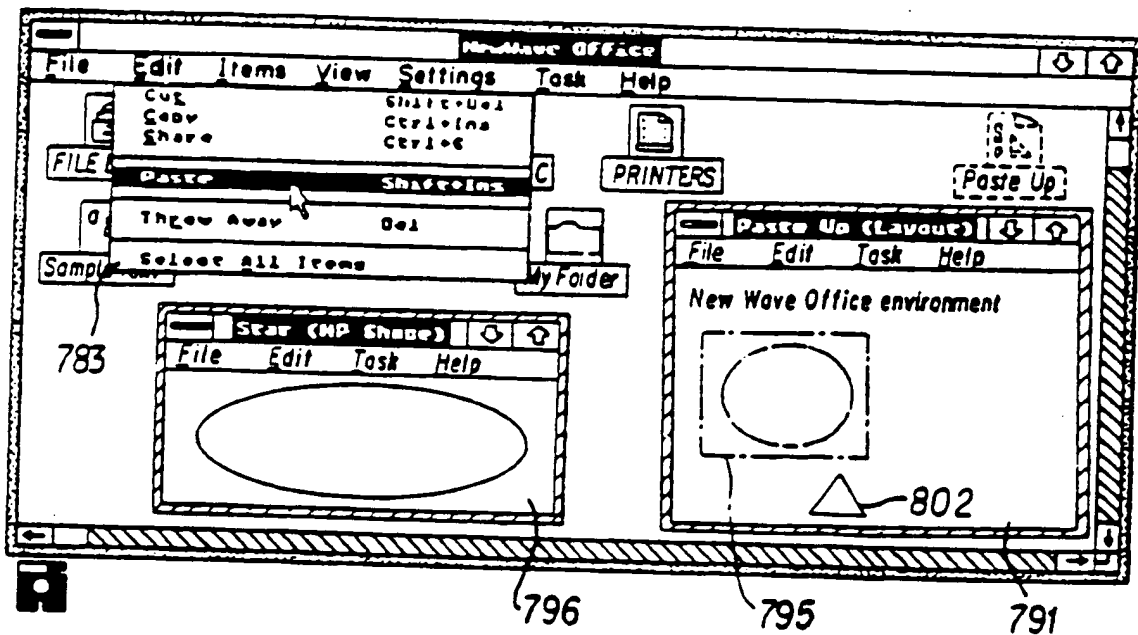 NewWave Office
File Edit Items View Settings Task Help
Cut Shift+Del
Copy Ctrl+Ins
Share Ctrl+S
FILE C PRINTERS Paste Up
Paste Shift+Ins
Throw Away Del
Select All Items
Sample My Folder
Paste Up (Layout)
File Edit Task Help
New Wave Office environment
Star (HP Shape)
File Edit Task Help
783
802
796
795
791